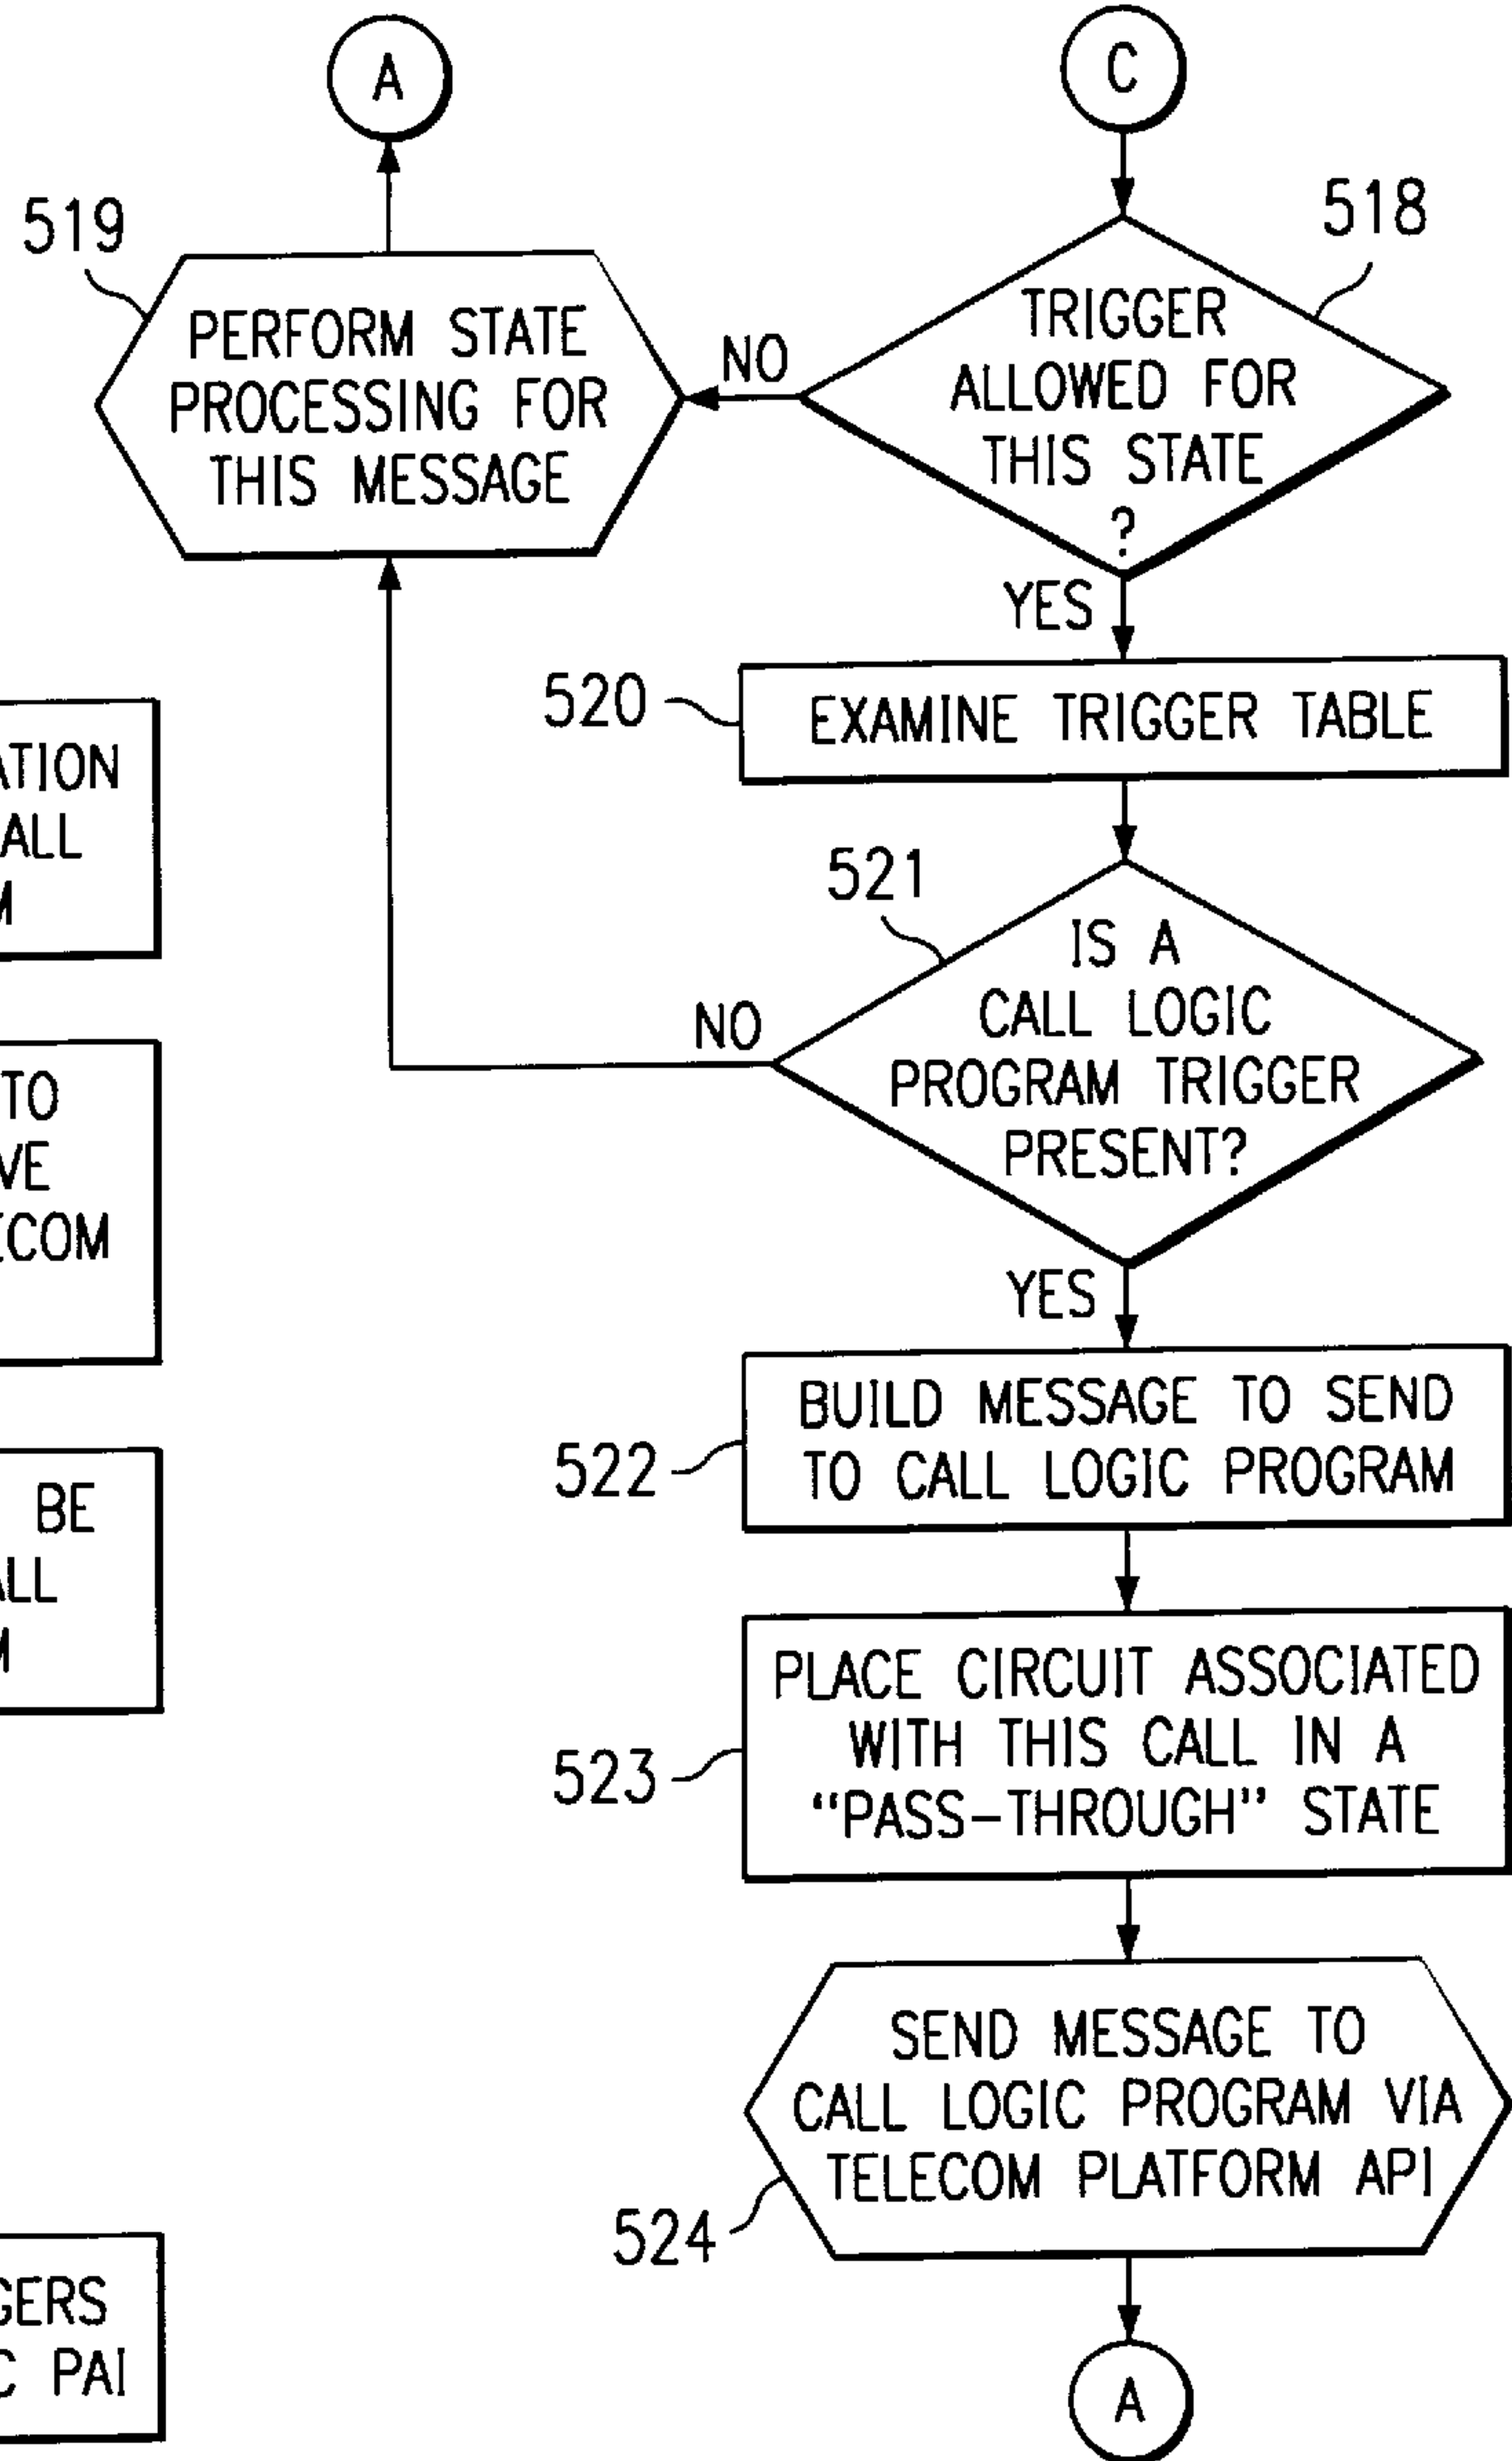 A
C
519
518
PERFORM STATE
PROCESSING FOR
THIS MESSAGE
NO
TRIGGER
ALLOWED FOR
THIS STATE
?
YES
520
EXAMINE TRIGGER TABLE
521
IS A
CALL LOGIC
PROGRAM TRIGGER
PRESENT?
NO
YES
522
BUILD MESSAGE TO SEND
TO CALL LOGIC PROGRAM
523
PLACE CIRCUIT ASSOCIATED
WITH THIS CALL IN A
“PASS–THROUGH” STATE
524
SEND MESSAGE TO
CALL LOGIC PROGRAM VIA
TELECOM PLATFORM API
A
TO
BE
PAI